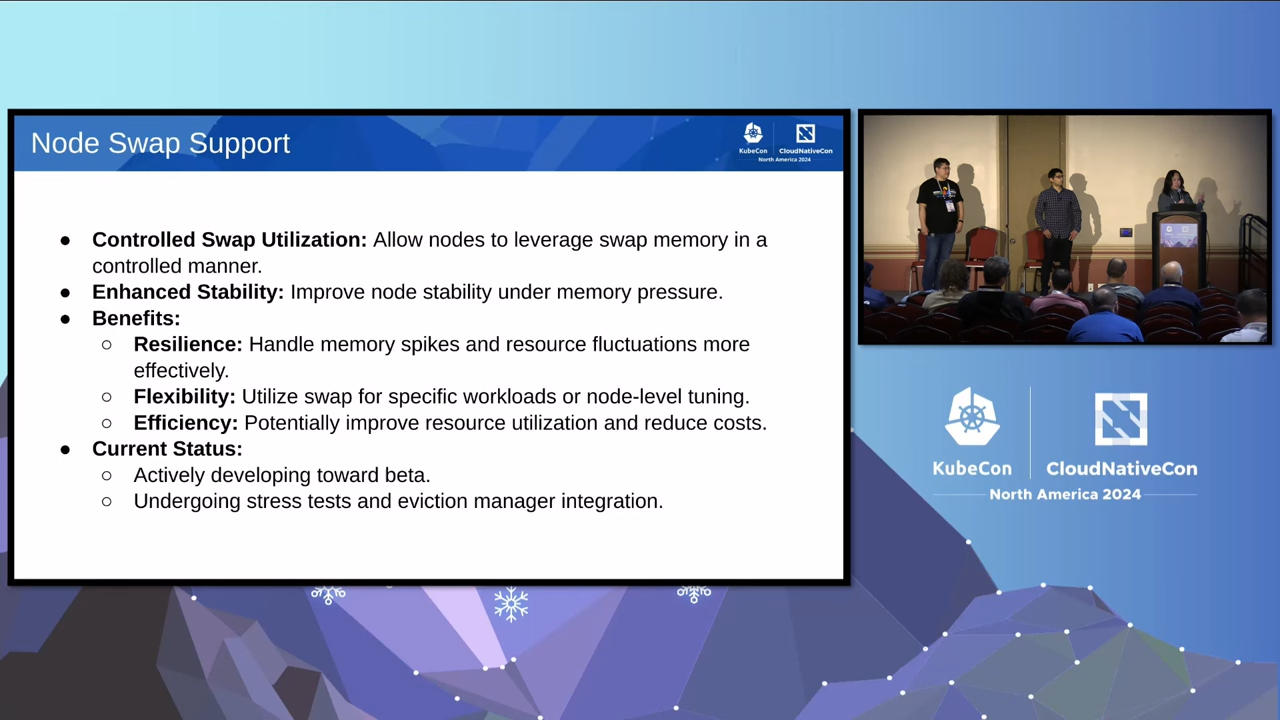 Node Swap Support
KubeCon
CloudNativeCon
North America 2024
● Controlled Swap Utilization: Allow nodes to leverage swap memory in a
controlled manner.
● Enhanced Stability: Improve node stability under memory pressure.
● Benefits:
○ Resilience: Handle memory spikes and resource fluctuations more
effectively.
○ Flexibility: Utilize swap for specific workloads or node-level tuning.
○ Efficiency: Potentially improve resource utilization and reduce costs.
● Current Status:
○ Actively developing toward beta.
○ Undergoing stress tests and eviction manager integration.
KubeCon
CloudNativeCon
North America 2024